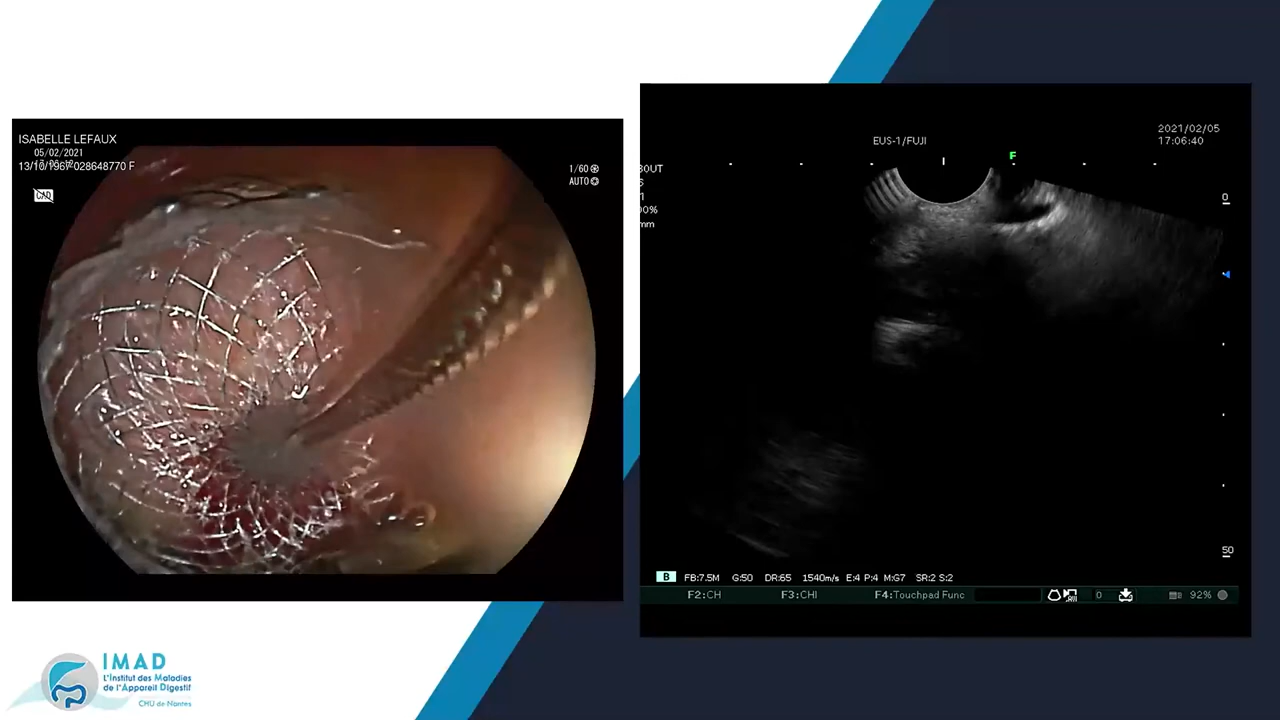 ISABELLE LEFAUX
05/02/2021
028648770 F
1/60
AUTO
CAD
EUS-1/FUJI
2021/02/05
17:06:40
F
0
50
B FB:7.5M G:50 DR:65 1540m/s E:4 P:4 M:G7 SR:2 S:2
F2:CH F3:CHI F4:Touchpad Func 0 92%
IMAD
L'Institut des Maladies
de l'Appareil Digestif
CHU de Nantes